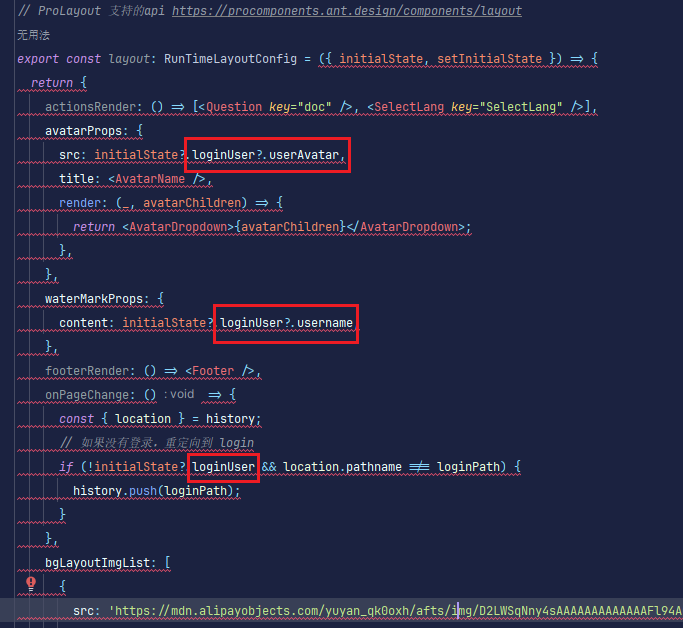 // ProLayout 支持的api https://procomponents.ant.design/components/layout
无用法
export const layout: RunTimeLayoutConfig = ({ initialState, setInitialState }) => {
return {
actionsRender: () => [<Question key="doc" />, <SelectLang key="SelectLang" />],
avatarProps: {
src: initialState?.loginUser?.userAvatar,
title: <AvatarName />,
render: (_, avatarChildren) => {
return <AvatarDropdown>{avatarChildren}</AvatarDropdown>;
},
},
waterMarkProps: {
content: initialState?.loginUser?.username,
},
footerRender: () => <Footer />,
onPageChange: () : void => {
const { location } = history;
// 如果没有登录，重定向到 login
if (!initialState?.loginUser && location.pathname !== loginPath) {
history.push(loginPath);
}
},
bgLayoutImgList: [
{
src: 'https://mdn.alipayobjects.com/yuyan_qk0oxh/afts/img/D2LWSqNny4sAAAAAAAAAAAAAFl94A